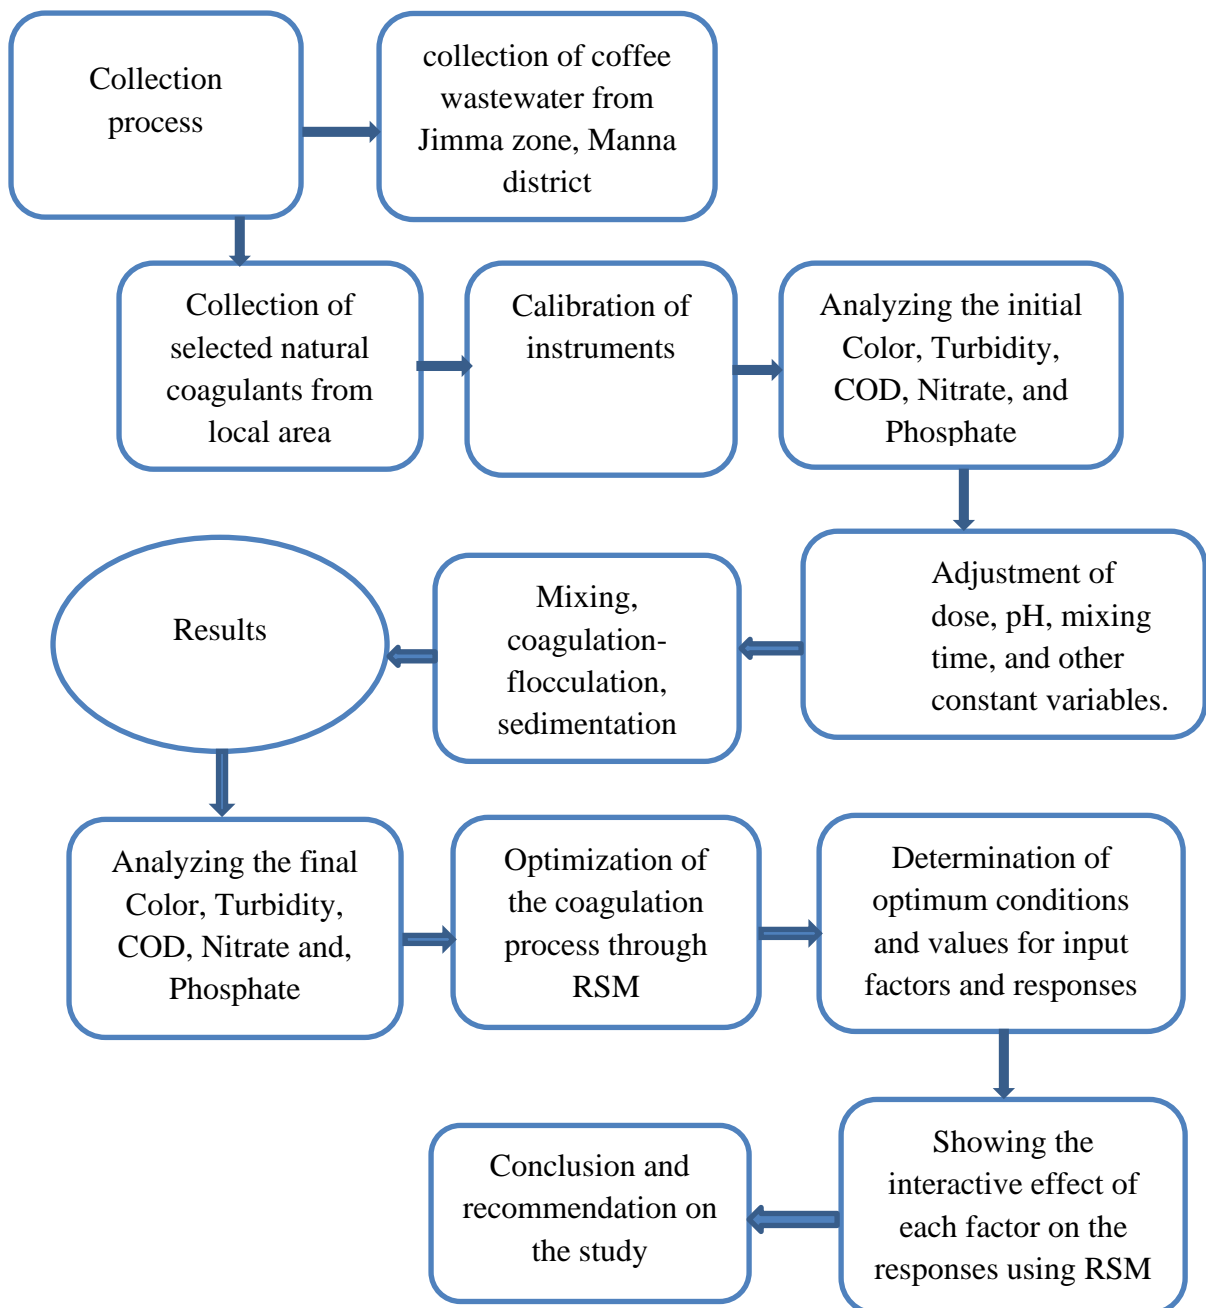 Collection
process
collection of coffee
wastewater from
Jimma zone, Manna
district
Collection of
selected natural
coagulants from
local area
Calibration of
instruments
Analyzing the initial
Color, Turbidity,
COD, Nitrate, and
Phosphate
Adjustment of
dose, pH, mixing
time, and other
constant variables.
Mixing,
coagulation-
flocculation,
sedimentation
Results
Analyzing the final
Color, Turbidity,
COD, Nitrate and,
Phosphate
Optimization of
the coagulation
process through
RSM
Determination of
optimum conditions
and values for input
factors and responses
Showing the
interactive effect of
each factor on the
responses using RSM
Conclusion and
recommendation on
the study